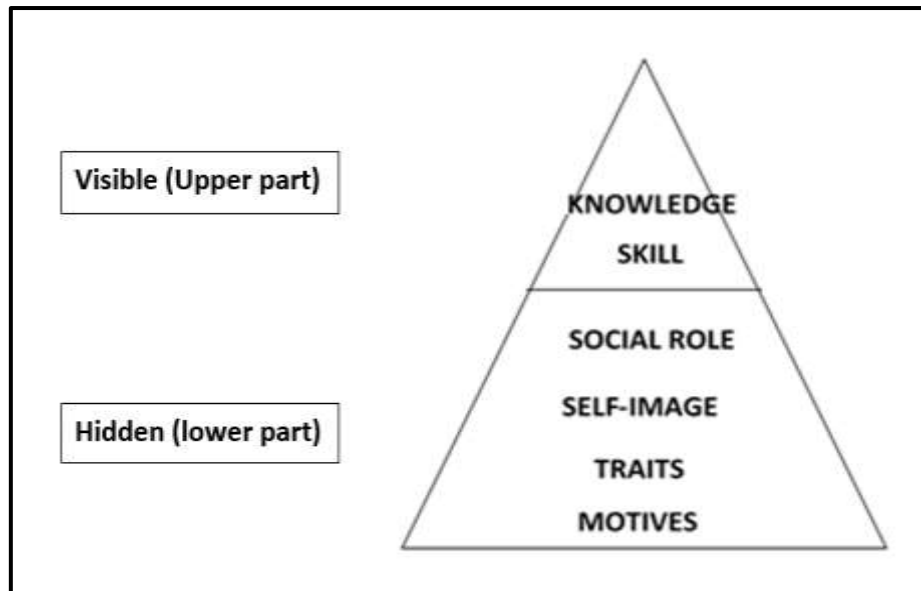 Visible (Upper part)
KNOWLEDGE
SKILL
SOCIAL ROLE
Hidden (lower part)
SELF-IMAGE
TRAITS
MOTIVES